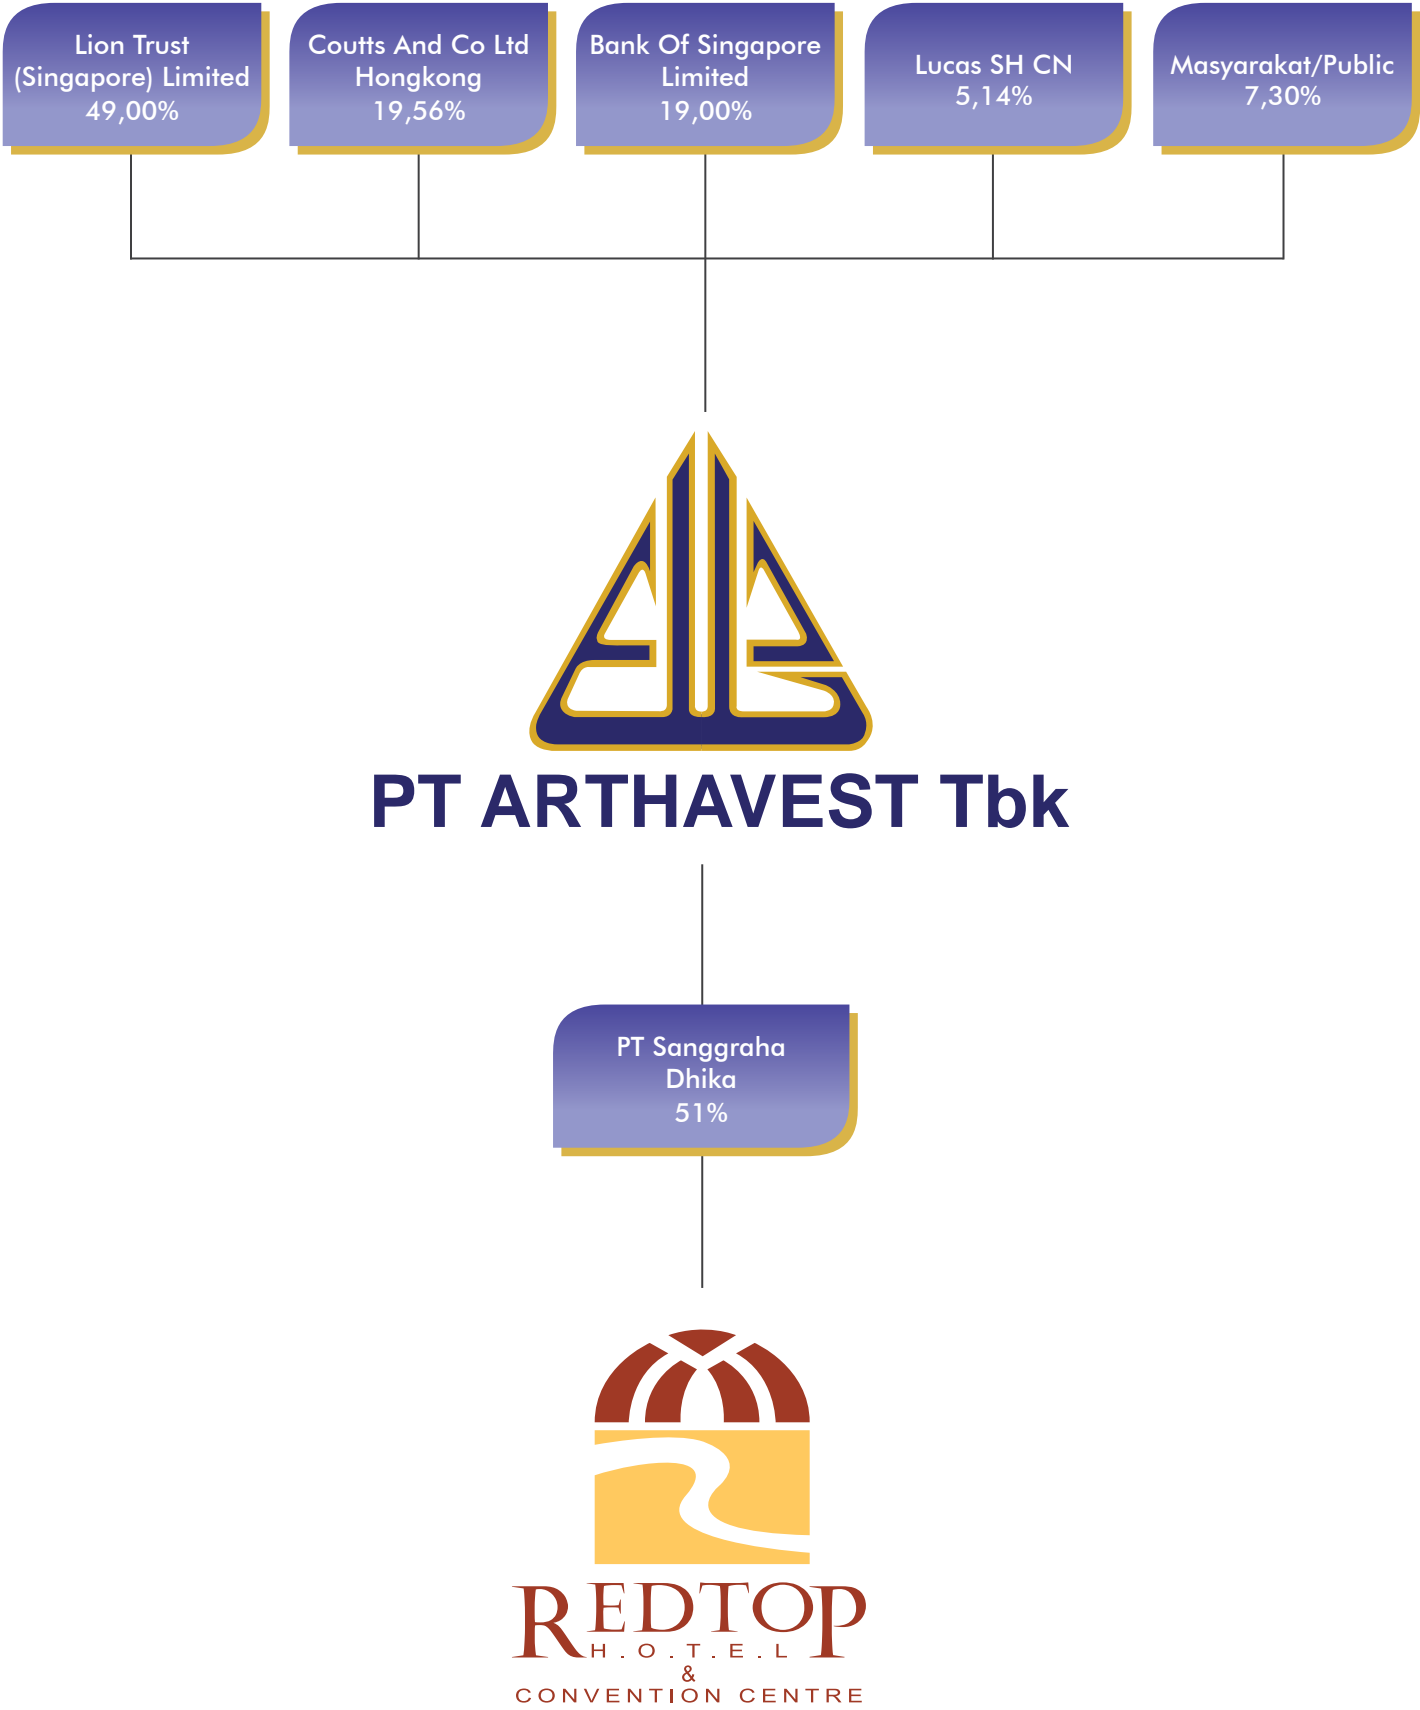 Lion Trust
(Singapore) Limited
49,00%
Coutts And Co Ltd
Hongkong
19,56%
Bank Of Singapore
Limited
19,00%
Lucas SH CN
5,14%
Masyarakat/Public
7,30%
PT ARTHAVEST Tbk
PT Sanggraha
Dhika
51%
REDTOP
H.O.T.E.L
&
CONVENTION CENTRE